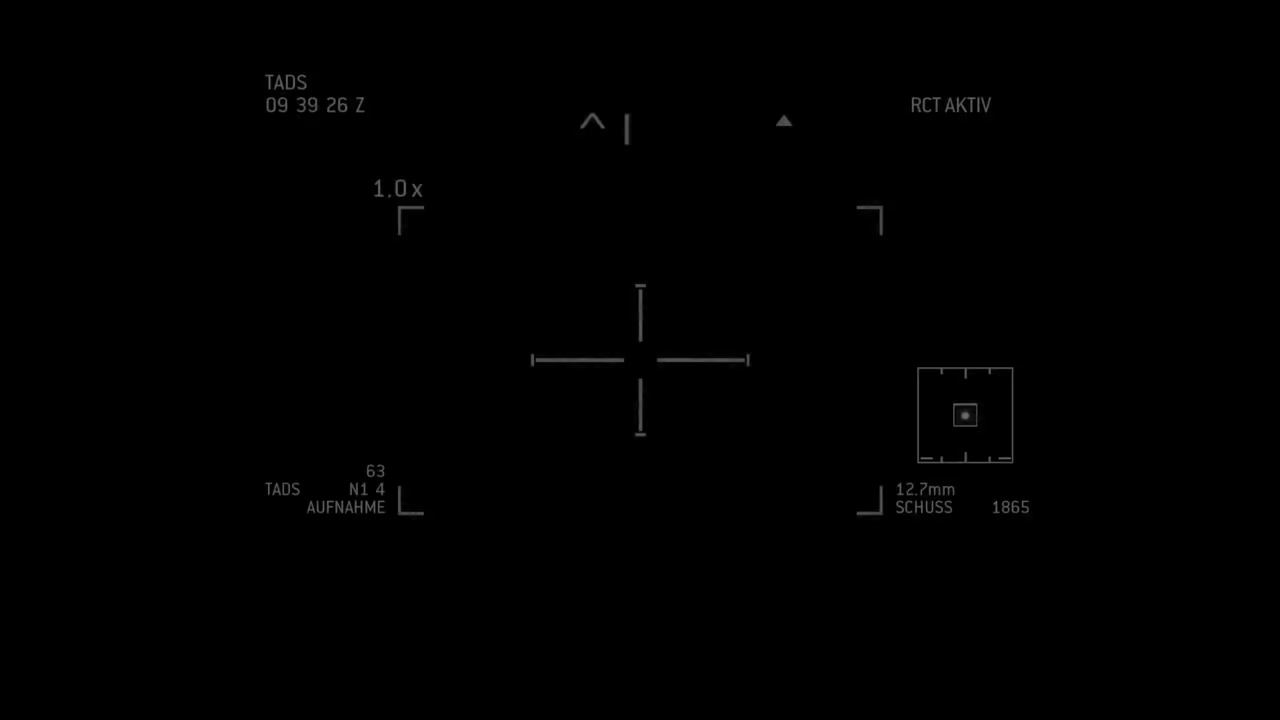 TADS
09 39 26 Z
RCT AKTIV
1.0 x
63
TADS N1 4
AUFNAHME
12.7mm
SCHUSS 1865